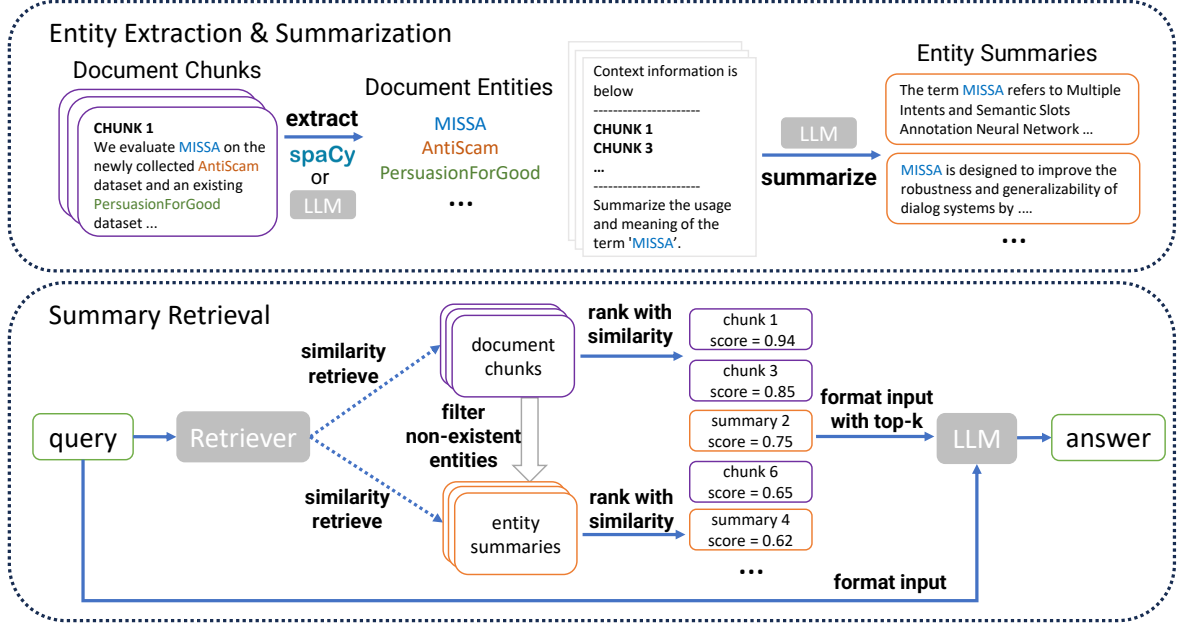 Entity Extraction & Summarization
Document Chunks
CHUNK 1
We evaluate MISSA on the
newly collected AntiScam
dataset and an existing
PersuasionForGood
dataset ...
extract
spaCy
or
LLM
Document Entities
MISSA
AntiScam
PersuasionForGood
...
Context information is
below
----------------------
CHUNK 1
CHUNK 3
...
----------------------
Summarize the usage
and meaning of the
term 'MISSA'.
LLM
summarize
Entity Summaries
The term MISSA refers to Multiple
Intents and Semantic Slots
Annotation Neural Network ...
MISSA is designed to improve the
robustness and generalizability of
dialog systems by ....
...
Summary Retrieval
query
Retriever
similarity
retrieve
similarity
retrieve
document
chunks
filter
non-existent
entities
entity
summaries
rank with
similarity
rank with
similarity
chunk 1
score = 0.94
chunk 3
score = 0.85
summary 2
score = 0.75
chunk 6
score = 0.65
summary 4
score = 0.62
...
format input
with top-k
LLM
answer
format input